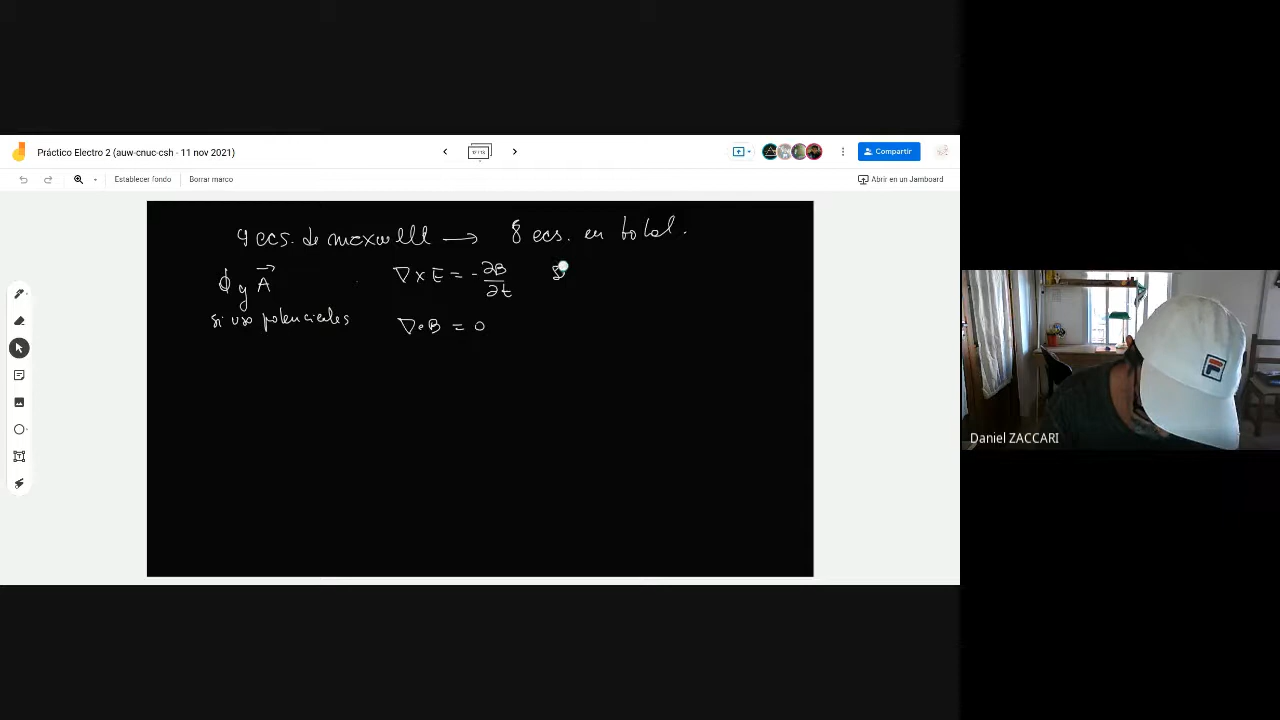 Práctico Electro 2 (auw-cnuc-csh - 11 nov 2021)
Compartir
Establecer fondo
Borrar marco
Abrir en un Jamboard
4 ecs. de maxwell → 8 ecs. en total.
ϕ y A⃗
∇ × E = -∂B/∂t
si uso potenciales
∇ • B = 0
Daniel ZACCARI